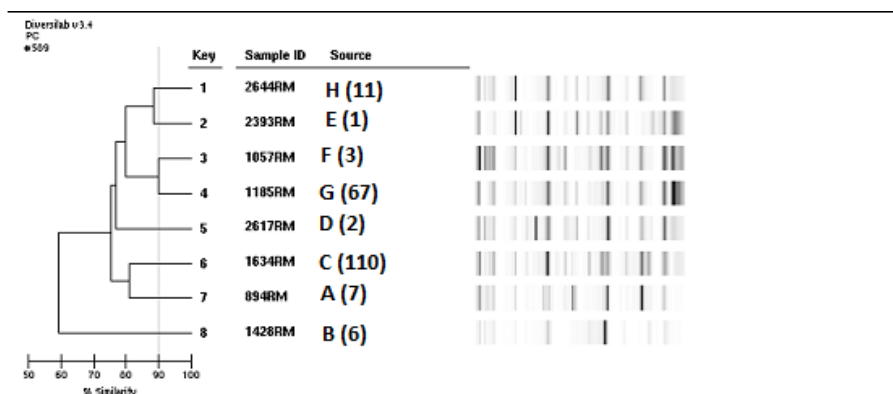 Diversilab v3.4
PC
●589
Key Sample ID Source
1 2644RM H (11)
2 2393RM E (1)
3 1057RM F (3)
4 1185RM G (67)
5 2617RM D (2)
6 1634RM C (110)
7 894RM A (7)
8 1428RM B (6)
50 60 70 80 90 100
% Similarity